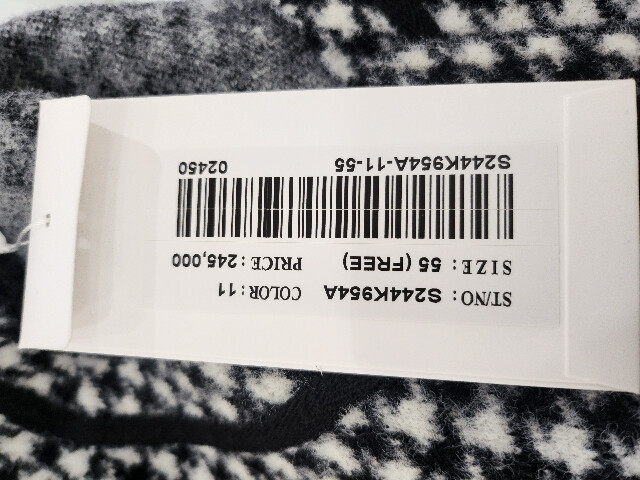 ST/NO: S244K954A COLOR: 11
SIZE: 55 (FREE) PRICE: 245,000
S244K954A-11-55 02450